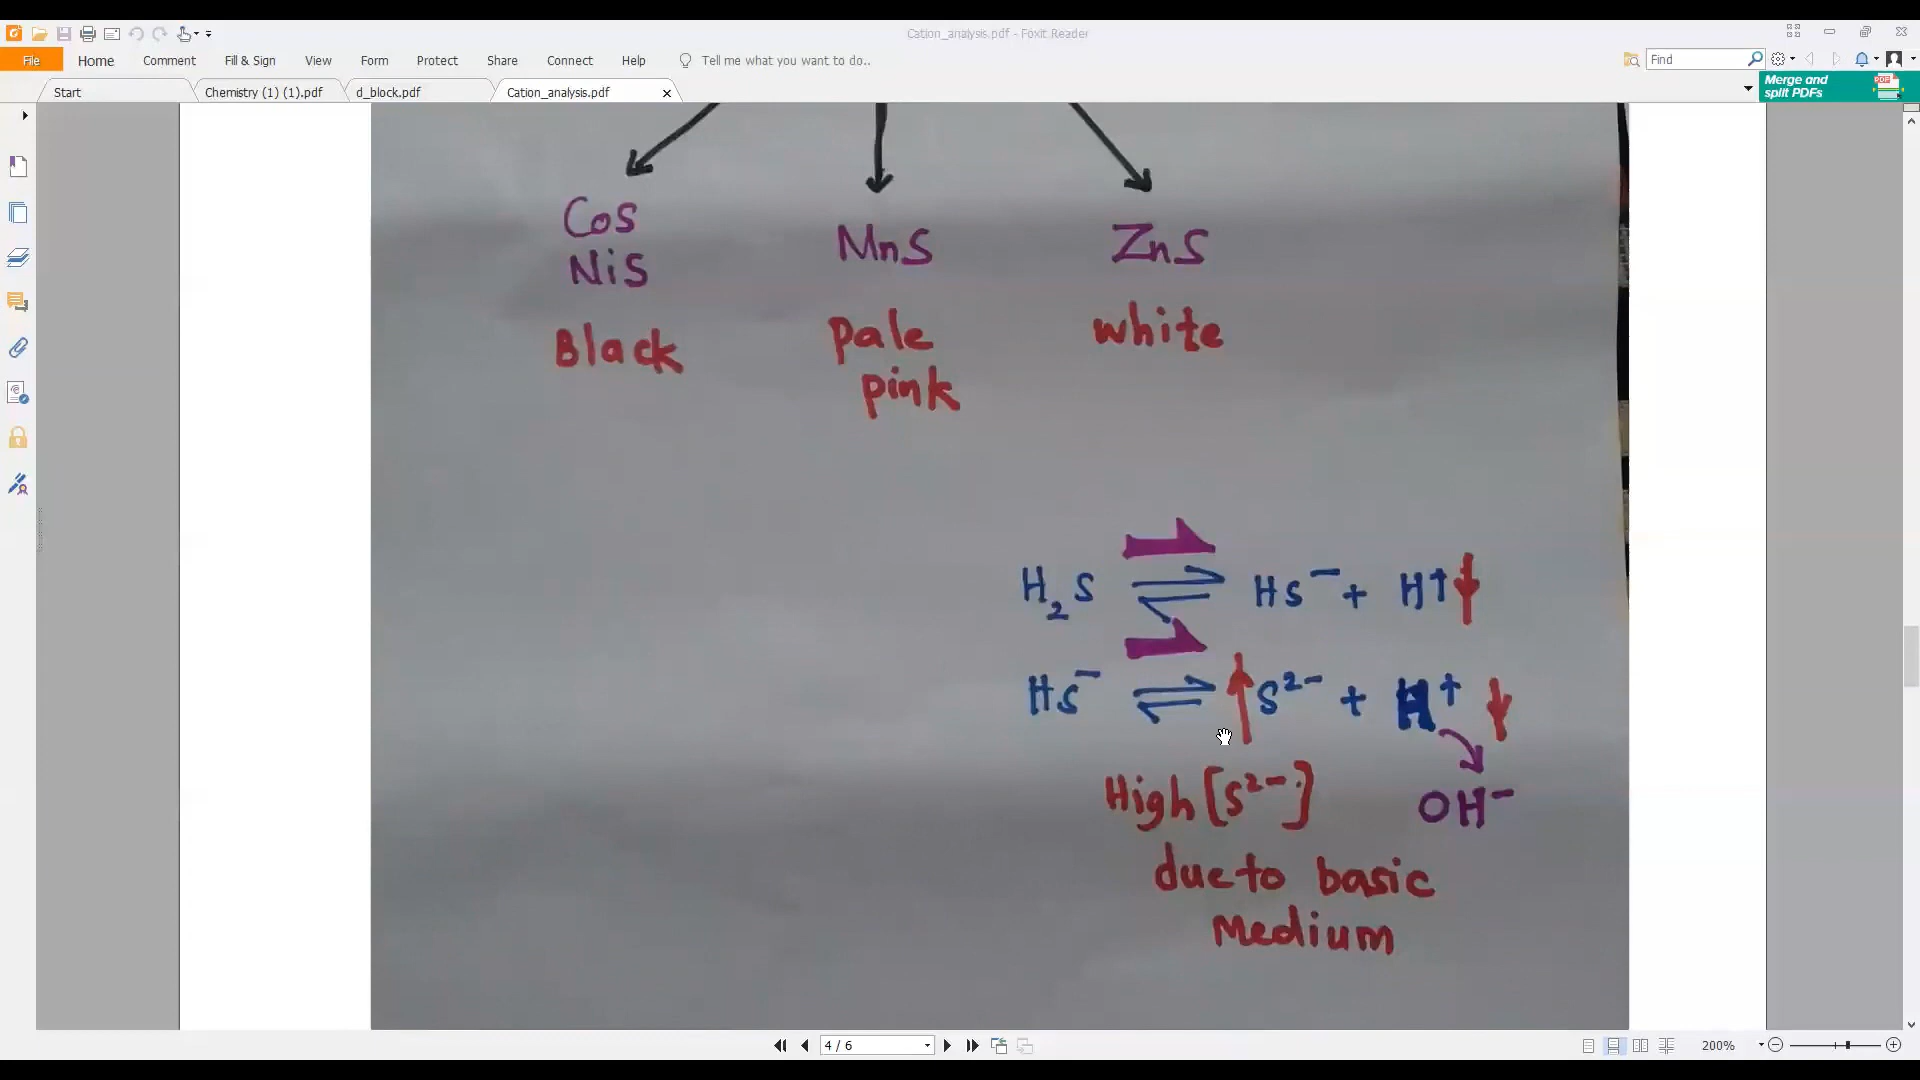 Cation_analysis.pdf - Foxit Reader
File Home Comment Fill & Sign View Form Protect Share Connect Help Tell me what you want to do..
Find
Start Chemistry (1) (1).pdf d_block.pdf Cation_analysis.pdf
Merge and
split PDFs
CoS
NiS
Black
MnS
pale
pink
ZnS
white
H₂S ⇌ HS⁻ + H⁺ ↓
HS⁻ ⇌ ↑ S²⁻ + H⁺ ↓
OH⁻
High [S²⁻]
due to basic
Medium
4 / 6
200%